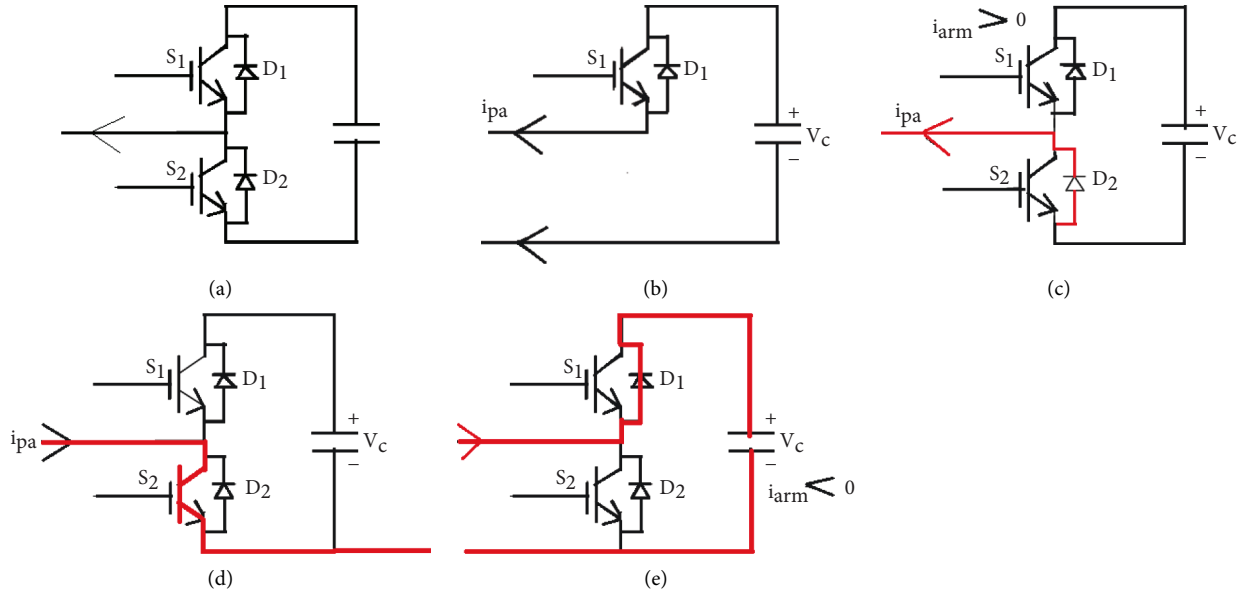 S1
D1
S2
D2
(a)
S1
D1
ipa
+
Vc
−
(b)
iarm > 0
S1
D1
ipa
+
Vc
−
S2
D2
(c)
S1
D1
ipa
+
Vc
−
S2
D2
(d)
S1
D1
+
Vc
−
S2
D2
iarm < 0
(e)